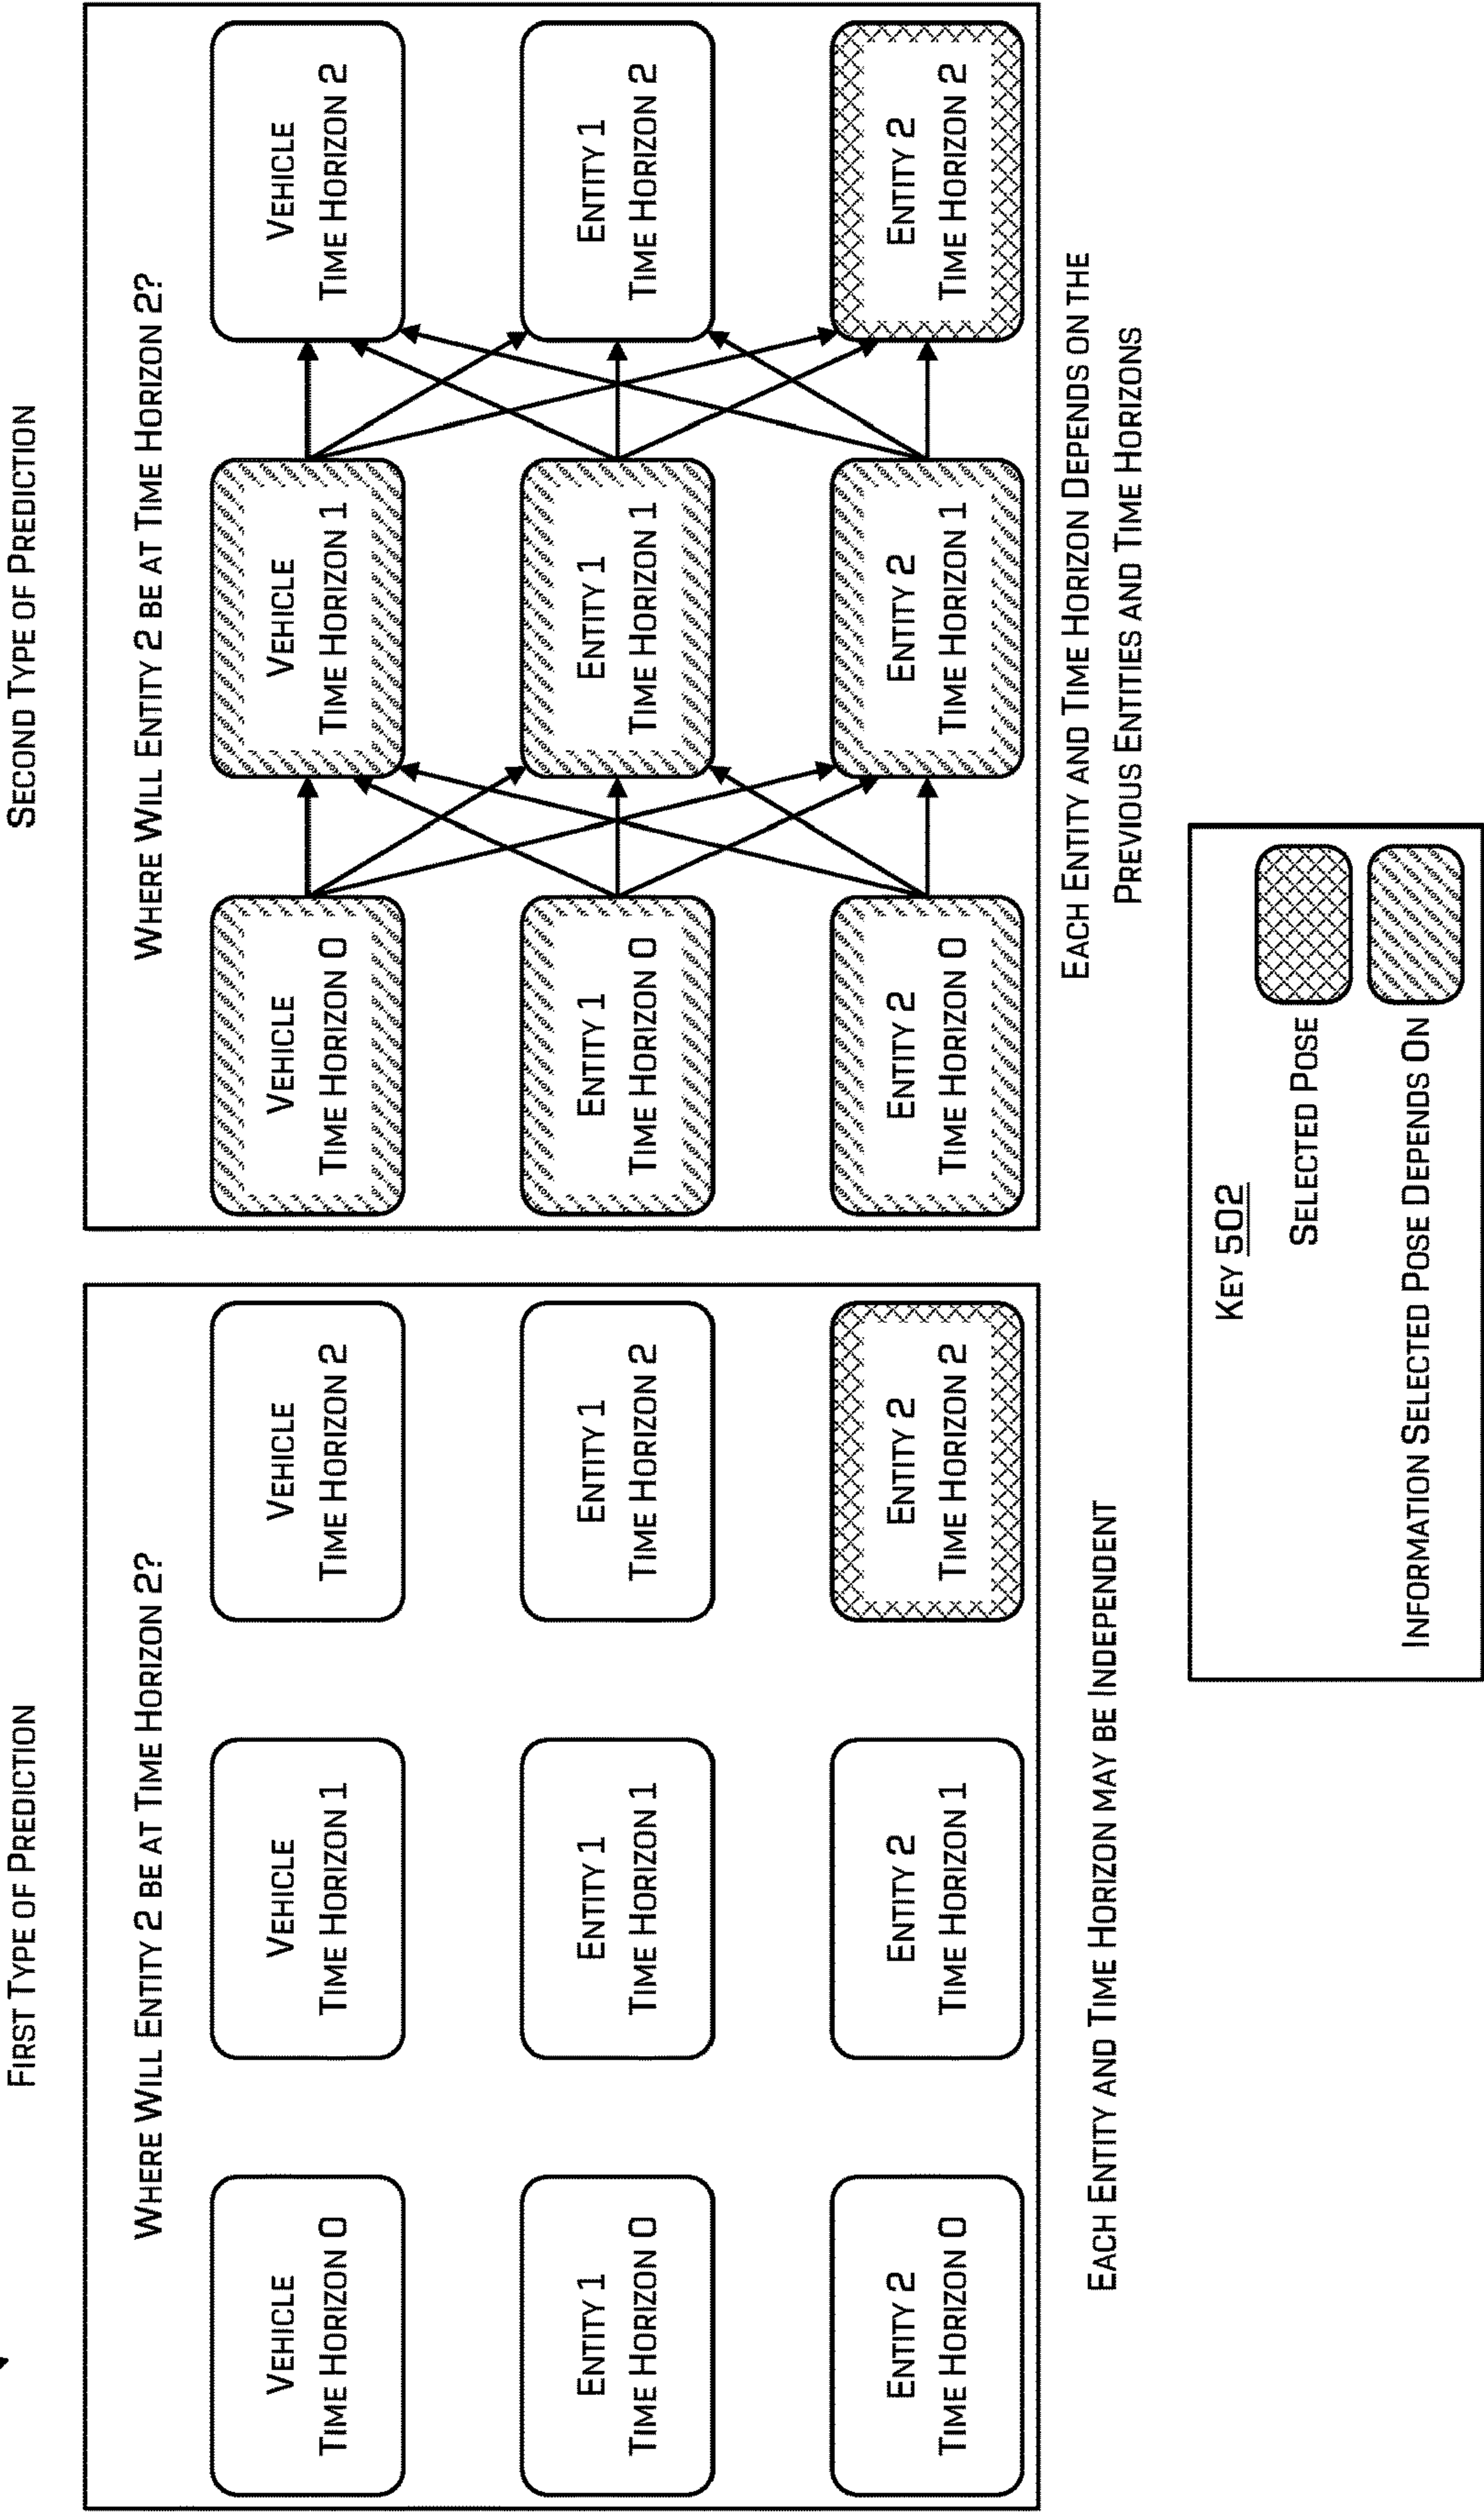 FIRST TYPE OF PREDICTION
WHERE WILL ENTITY 2 BE AT TIME HORIZON 2?
VEHICLE
TIME HORIZON 0
VEHICLE
TIME HORIZON 1
VEHICLE
TIME HORIZON 2
ENTITY 1
TIME HORIZON 0
ENTITY 1
TIME HORIZON 1
ENTITY 1
TIME HORIZON 2
ENTITY 2
TIME HORIZON 0
ENTITY 2
TIME HORIZON 1
ENTITY 2
TIME HORIZON 2
EACH ENTITY AND TIME HORIZON MAY BE INDEPENDENT
SECOND TYPE OF PREDICTION
WHERE WILL ENTITY 2 BE AT TIME HORIZON 2?
VEHICLE
TIME HORIZON 0
VEHICLE
TIME HORIZON 1
VEHICLE
TIME HORIZON 2
ENTITY 1
TIME HORIZON 0
ENTITY 1
TIME HORIZON 1
ENTITY 1
TIME HORIZON 2
ENTITY 2
TIME HORIZON 0
ENTITY 2
TIME HORIZON 1
ENTITY 2
TIME HORIZON 2
EACH ENTITY AND TIME HORIZON DEPENDS ON THE
PREVIOUS ENTITIES AND TIME HORIZONS
KEY 502
SELECTED POSE
INFORMATION SELECTED POSE DEPENDS ON